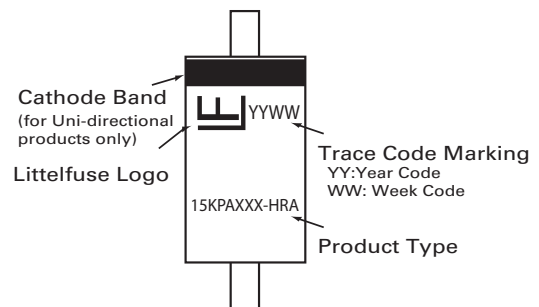 Cathode Band
(for Uni-directional
products only)
Littelfuse Logo
YYWW
Trace Code Marking
YY:Year Code
WW: Week Code
15KPAXXX-HRA
Product Type